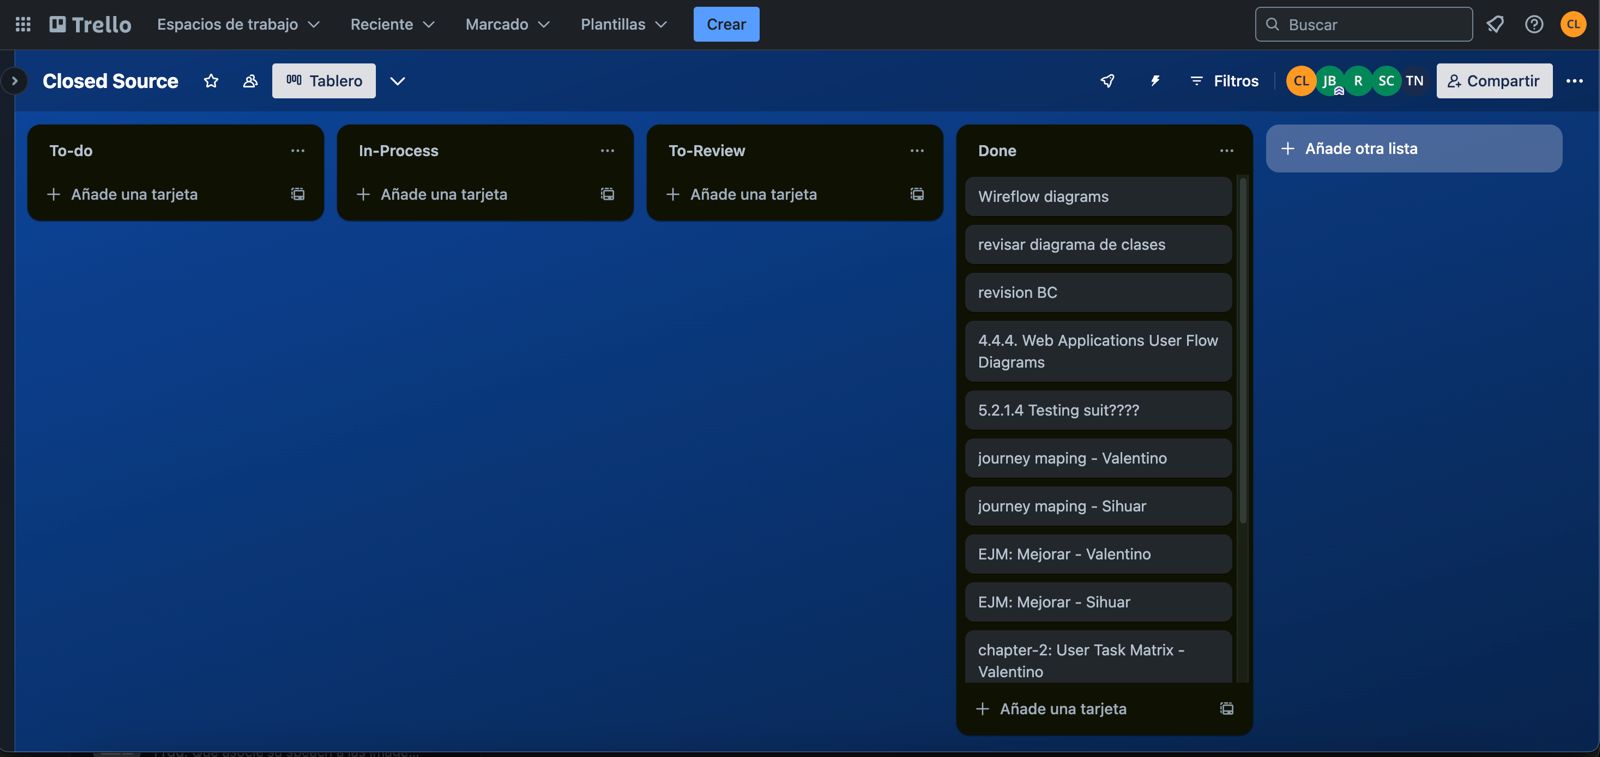 Trello Espacios de trabajo Reciente Marcado Plantillas Crear Buscar CL
Closed Source Tablero Filtros CL JB R SC TN Compartir
To-do
Añade una tarjeta
In-Process
Añade una tarjeta
To-Review
Añade una tarjeta
Done
Wireflow diagrams
revisar diagrama de clases
revision BC
4.4.4. Web Applications User Flow
Diagrams
5.2.1.4 Testing suit????
journey maping - Valentino
journey maping - Sihuar
EJM: Mejorar - Valentino
EJM: Mejorar - Sihuar
chapter-2: User Task Matrix -
Valentino
Añade una tarjeta
Añade otra lista